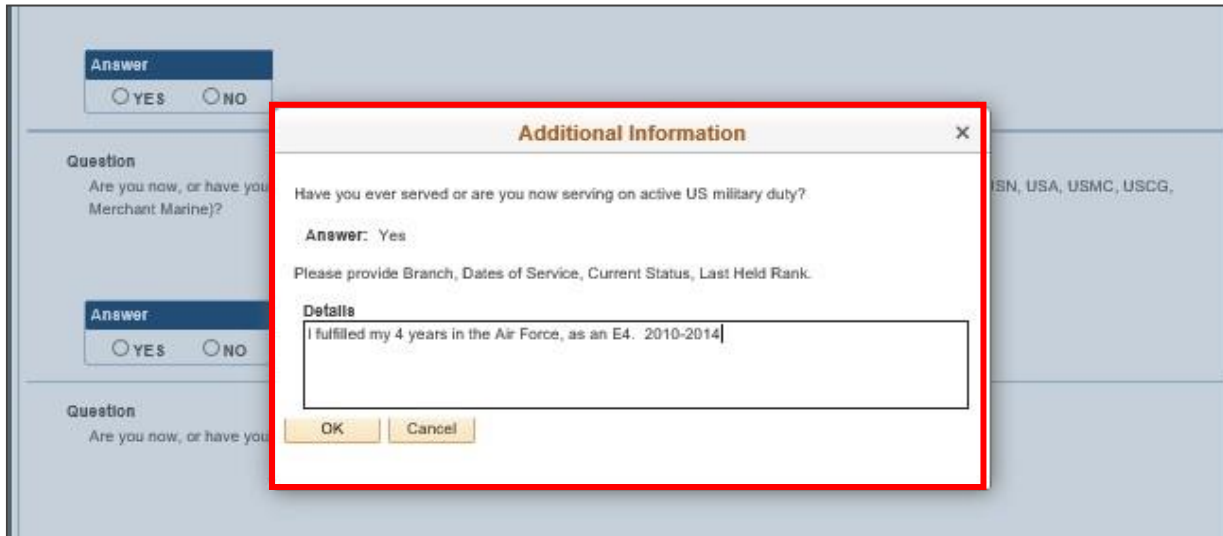 Answer
YES NO
Additional Information ×
Question
Are you now, or have you
SN, USA, USMC, USCG,
Merchant Marine)?
Have you ever served or are you now serving on active US military duty?
Answer: Yes
Please provide Branch, Dates of Service, Current Status, Last Held Rank.
Answer
YES NO
Details
I fulfilled my 4 years in the Air Force, as an E4. 2010-2014
OK Cancel
Question
Are you now, or have you